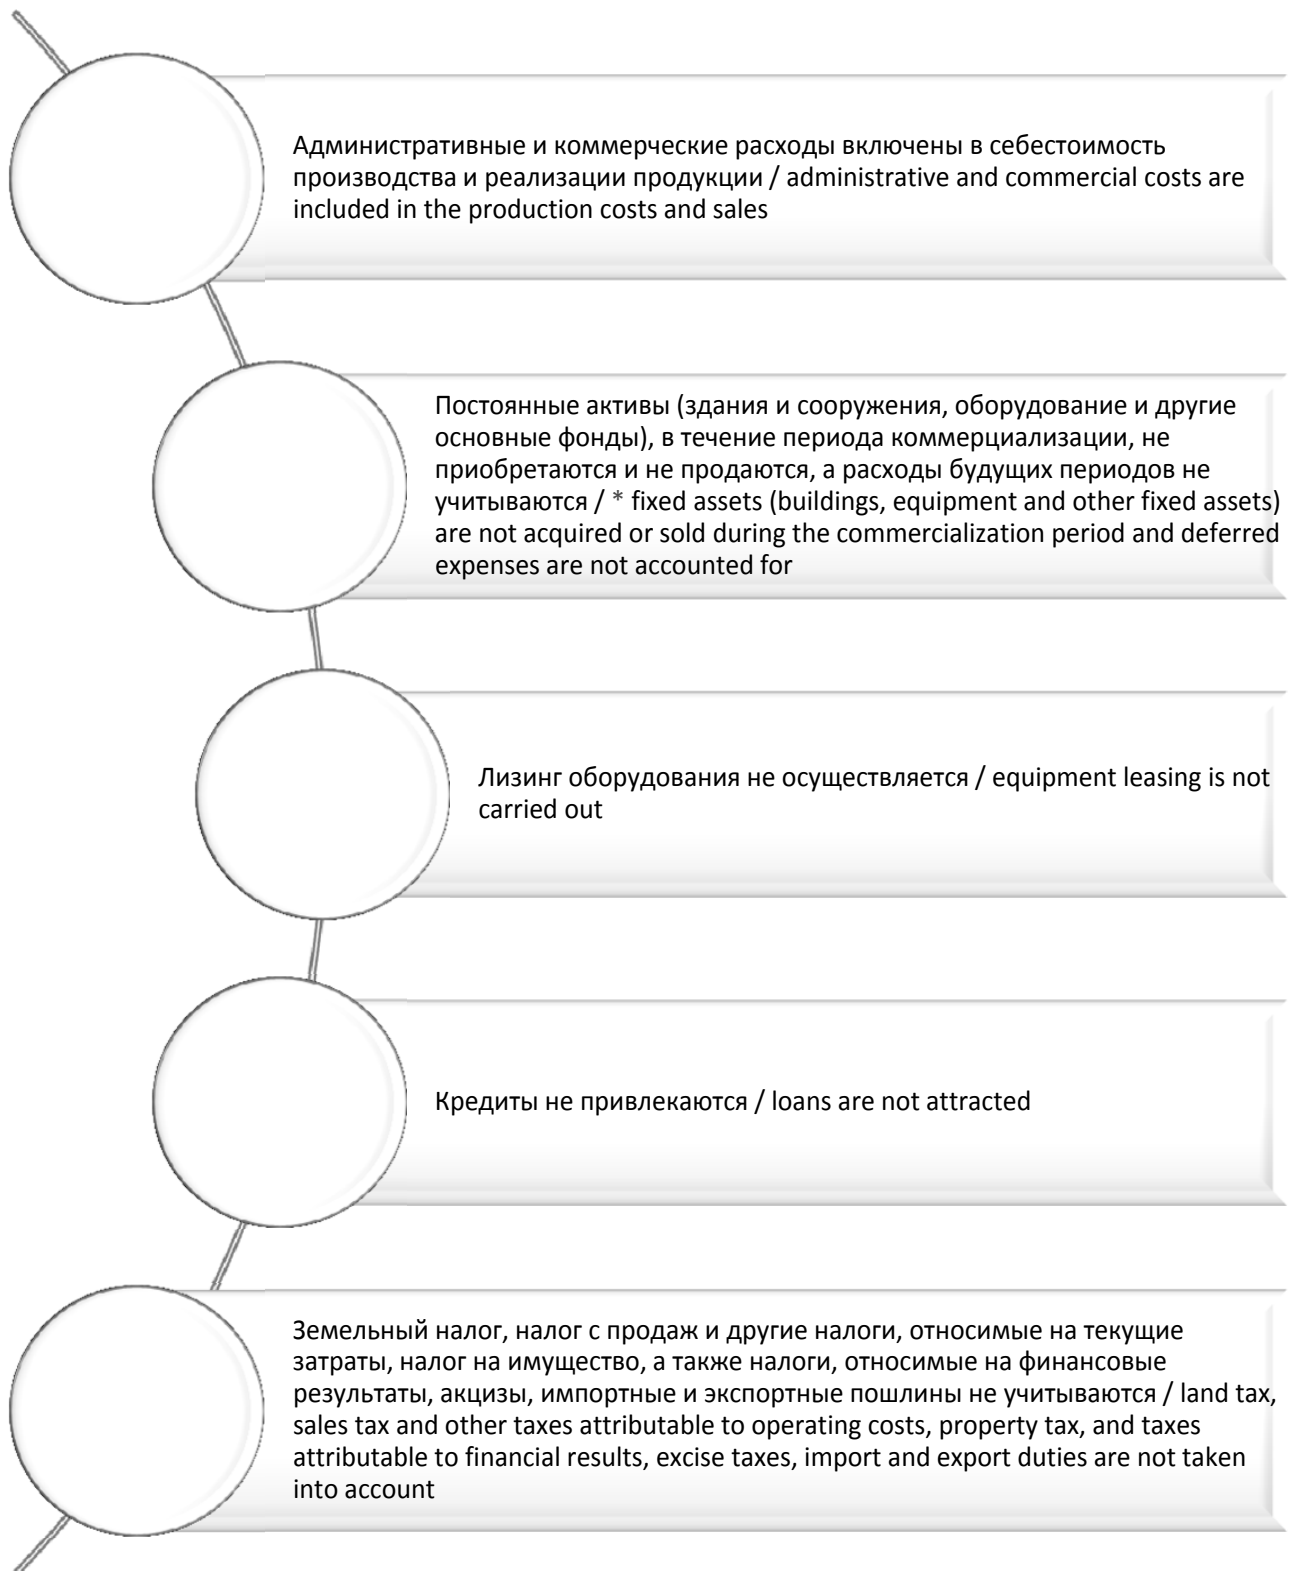 Административные и коммерческие расходы включены в себестоимость
производства и реализации продукции / administrative and commercial costs are
included in the production costs and sales
Постоянные активы (здания и сооружения, оборудование и другие
основные фонды), в течение периода коммерциализации, не
приобретаются и не продаются, а расходы будущих периодов не
учитываются / * fixed assets (buildings, equipment and other fixed assets)
are not acquired or sold during the commercialization period and deferred
expenses are not accounted for
Лизинг оборудования не осуществляется / equipment leasing is not
carried out
Кредиты не привлекаются / loans are not attracted
Земельный налог, налог с продаж и другие налоги, относимые на текущие
затраты, налог на имущество, а также налоги, относимые на финансовые
результаты, акцизы, импортные и экспортные пошлины не учитываются / land tax,
sales tax and other taxes attributable to operating costs, property tax, and taxes
attributable to financial results, excise taxes, import and export duties are not taken
into account